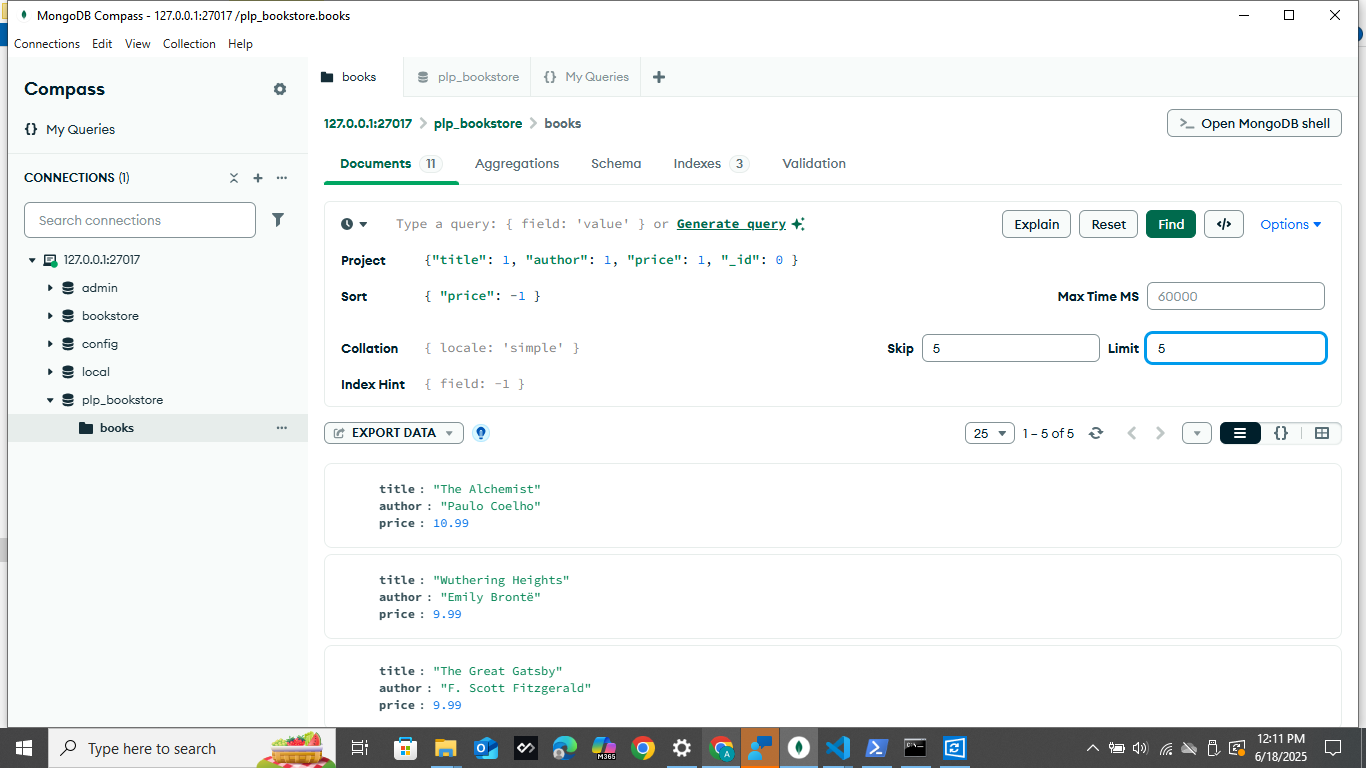 MongoDB Compass - 127.0.0.1:27017 /plp_bookstore.books
Connections Edit View Collection Help
Compass
My Queries
CONNECTIONS (1)
Search connections
127.0.0.1:27017
admin
bookstore
config
local
plp_bookstore
books
books plp_bookstore {} My Queries
127.0.0.1:27017 > plp_bookstore > books
>_ Open MongoDB shell
Documents 11 Aggregations Schema Indexes 3 Validation
Type a query: { field: 'value' } or Generate query
Explain Reset Find </> Options
Project {"title": 1, "author": 1, "price": 1, "_id": 0 }
Sort { "price": -1 }
Max Time MS 60000
Collation { locale: 'simple' }
Skip 5 Limit 5
Index Hint { field: -1 }
EXPORT DATA
25 1 – 5 of 5 {}
title : "The Alchemist"
author : "Paulo Coelho"
price : 10.99
title : "Wuthering Heights"
author : "Emily Brontë"
price : 9.99
title : "The Great Gatsby"
author : "F. Scott Fitzgerald"
price : 9.99
Type here to search
M365
A
12:11 PM
6/18/2025